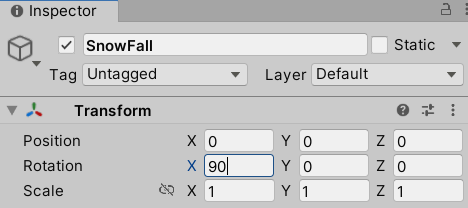 Inspector
SnowFall Static
Tag Untagged Layer Default
Transform
Position X 0 Y 0 Z 0
Rotation X 90 Y 0 Z 0
Scale X 1 Y 1 Z 1